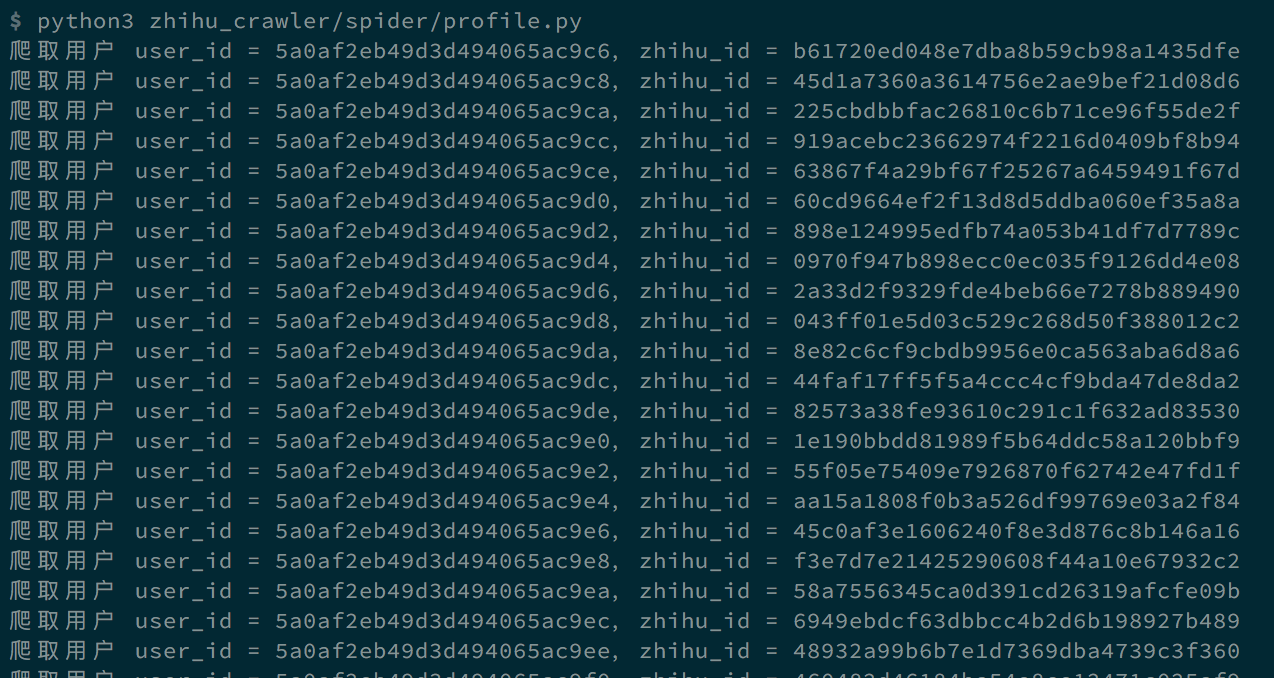 $ python3 zhihu_crawler/spider/profile.py
爬取用户 user_id = 5a0af2eb49d3d494065ac9c6, zhihu_id = b61720ed048e7dba8b59cb98a1435dfe
爬取用户 user_id = 5a0af2eb49d3d494065ac9c8, zhihu_id = 45d1a7360a3614756e2ae9bef21d08d6
爬取用户 user_id = 5a0af2eb49d3d494065ac9ca, zhihu_id = 225cbdbbfac26810c6b71ce96f55de2f
爬取用户 user_id = 5a0af2eb49d3d494065ac9cc, zhihu_id = 919acebc23662974f2216d0409bf8b94
爬取用户 user_id = 5a0af2eb49d3d494065ac9ce, zhihu_id = 63867f4a29bf67f25267a6459491f67d
爬取用户 user_id = 5a0af2eb49d3d494065ac9d0, zhihu_id = 60cd9664ef2f13d8d5ddba060ef35a8a
爬取用户 user_id = 5a0af2eb49d3d494065ac9d2, zhihu_id = 898e124995edfb74a053b41df7d7789c
爬取用户 user_id = 5a0af2eb49d3d494065ac9d4, zhihu_id = 0970f947b898ecc0ec035f9126dd4e08
爬取用户 user_id = 5a0af2eb49d3d494065ac9d6, zhihu_id = 2a33d2f9329fde4beb66e7278b889490
爬取用户 user_id = 5a0af2eb49d3d494065ac9d8, zhihu_id = 043ff01e5d03c529c268d50f388012c2
爬取用户 user_id = 5a0af2eb49d3d494065ac9da, zhihu_id = 8e82c6cf9cbdb9956e0ca563aba6d8a6
爬取用户 user_id = 5a0af2eb49d3d494065ac9dc, zhihu_id = 44faf17ff5f5a4ccc4cf9bda47de8da2
爬取用户 user_id = 5a0af2eb49d3d494065ac9de, zhihu_id = 82573a38fe93610c291c1f632ad83530
爬取用户 user_id = 5a0af2eb49d3d494065ac9e0, zhihu_id = 1e190bbdd81989f5b64ddc58a120bbf9
爬取用户 user_id = 5a0af2eb49d3d494065ac9e2, zhihu_id = 55f05e75409e7926870f62742e47fd1f
爬取用户 user_id = 5a0af2eb49d3d494065ac9e4, zhihu_id = aa15a1808f0b3a526df99769e03a2f84
爬取用户 user_id = 5a0af2eb49d3d494065ac9e6, zhihu_id = 45c0af3e1606240f8e3d876c8b146a16
爬取用户 user_id = 5a0af2eb49d3d494065ac9e8, zhihu_id = f3e7d7e21425290608f44a10e67932c2
爬取用户 user_id = 5a0af2eb49d3d494065ac9ea, zhihu_id = 58a7556345ca0d391cd26319afcfe09b
爬取用户 user_id = 5a0af2eb49d3d494065ac9ec, zhihu_id = 6949ebdcf63dbbcc4b2d6b198927b489
爬取用户 user_id = 5a0af2eb49d3d494065ac9ee, zhihu_id = 48932a99b6b7e1d7369dba4739c3f360
爬取用户 user_id = 5a0af2eb49d3d494065ac9f0, zhihu_id =